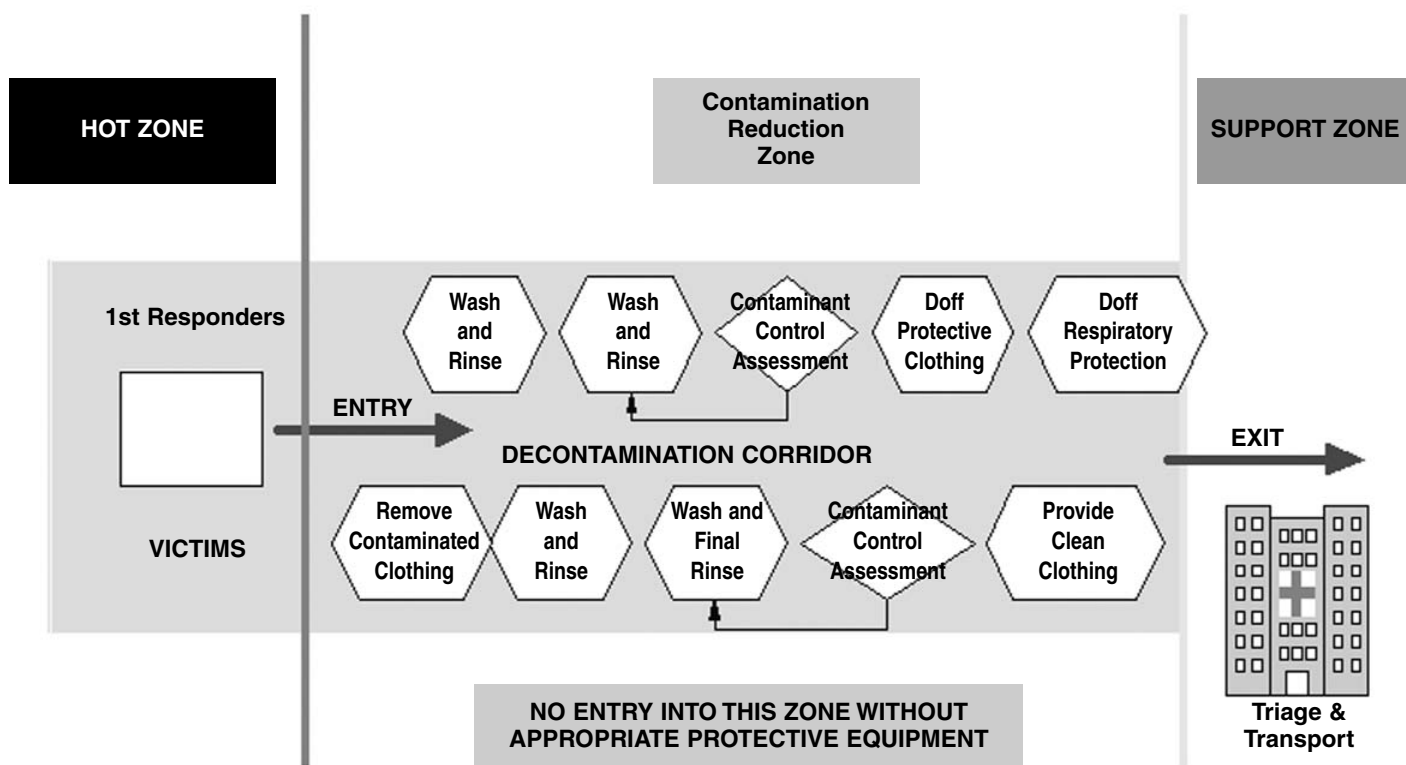 HOT ZONE
Contamination
Reduction
Zone
SUPPORT ZONE
1st Responders
Wash
and
Rinse
Wash
and
Rinse
Contaminant
Control
Assessment
Doff
Protective
Clothing
Doff
Respiratory
Protection
ENTRY
DECONTAMINATION CORRIDOR
EXIT
VICTIMS
Remove
Contaminated
Clothing
Wash
and
Rinse
Wash and
Final
Rinse
Contaminant
Control
Assessment
Provide
Clean
Clothing
NO ENTRY INTO THIS ZONE WITHOUT
APPROPRIATE PROTECTIVE EQUIPMENT
Triage &
Transport